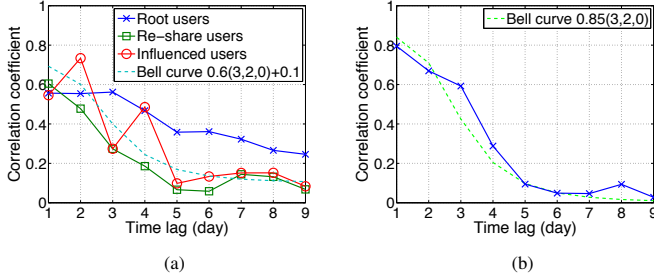 Correlation coefficient
1
0.8
0.6
0.4
0.2
0
1 2 3 4 5 6 7 8 9
Time lag (day)
Root users
Re-share users
Influenced users
Bell curve 0.6(3,2,0)+0.1
(a)
Correlation coefficient
1
0.8
0.6
0.4
0.2
0
1 2 3 4 5 6 7 8 9
Time lag (day)
Bell curve 0.85(3,2,0)
(b)